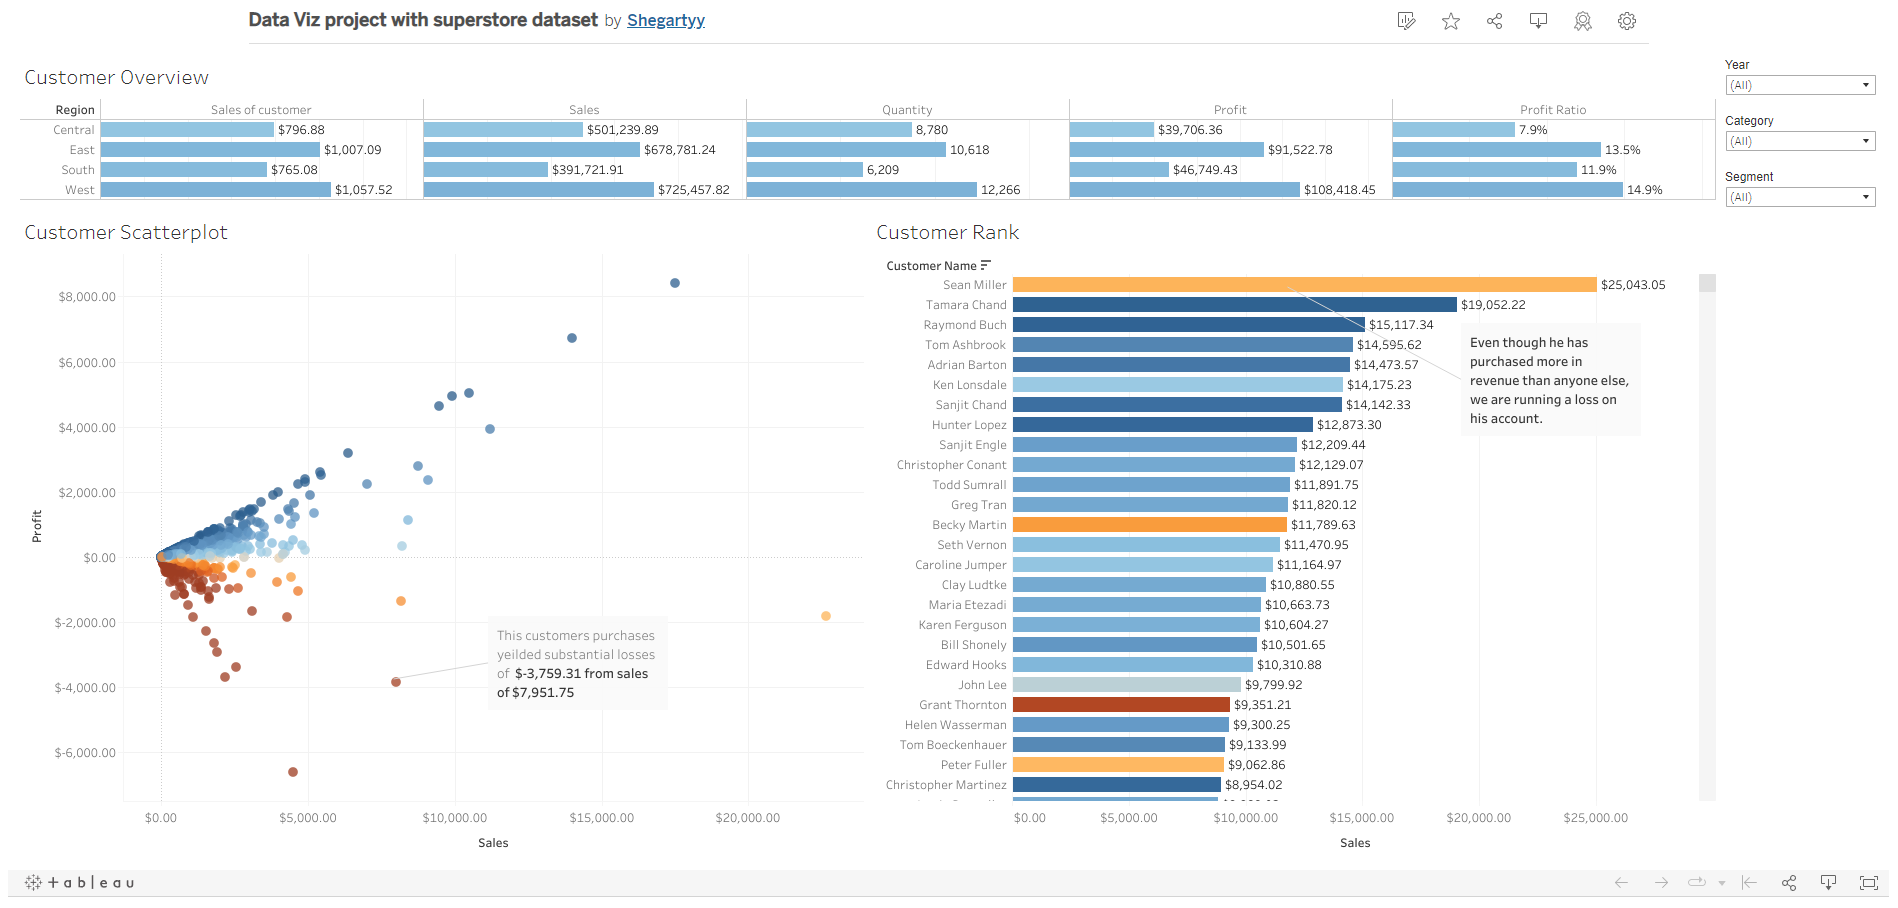 Data Viz project with superstore dataset by Shegartyy
Customer Overview
Region Sales of customer Sales Quantity Profit Profit Ratio
Central $796.88 $501,239.89 8,780 $39,706.36 7.9%
East $1,007.09 $678,781.24 10,618 $91,522.78 13.5%
South $765.08 $391,721.91 6,209 $46,749.43 11.9%
West $1,057.52 $725,457.82 12,266 $108,418.45 14.9%
Year
(All)
Category
(All)
Segment
(All)
Customer Scatterplot
$8,000.00
$6,000.00
$4,000.00
$2,000.00
$0.00
$-2,000.00
$-4,000.00
$-6,000.00
Profit
This customers purchases
yeilded substantial losses
of $-3,759.31 from sales
of $7,951.75
$0.00 $5,000.00 $10,000.00 $15,000.00 $20,000.00
Sales
Customer Rank
Customer Name
Sean Miller $25,043.05
Tamara Chand $19,052.22
Raymond Buch $15,117.34
Tom Ashbrook $14,595.62
Adrian Barton $14,473.57
Ken Lonsdale $14,175.23
Sanjit Chand $14,142.33
Hunter Lopez $12,873.30
Sanjit Engle $12,209.44
Christopher Conant $12,129.07
Todd Sumrall $11,891.75
Greg Tran $11,820.12
Becky Martin $11,789.63
Seth Vernon $11,470.95
Caroline Jumper $11,164.97
Clay Ludtke $10,880.55
Maria Etezadi $10,663.73
Karen Ferguson $10,604.27
Bill Shonely $10,501.65
Edward Hooks $10,310.88
John Lee $9,799.92
Grant Thornton $9,351.21
Helen Wasserman $9,300.25
Tom Boeckenhauer $9,133.99
Peter Fuller $9,062.86
Christopher Martinez $8,954.02
Even though he has
purchased more in
revenue than anyone else,
we are running a loss on
his account.
$0.00 $5,000.00 $10,000.00 $15,000.00 $20,000.00 $25,000.00
Sales
+ableau